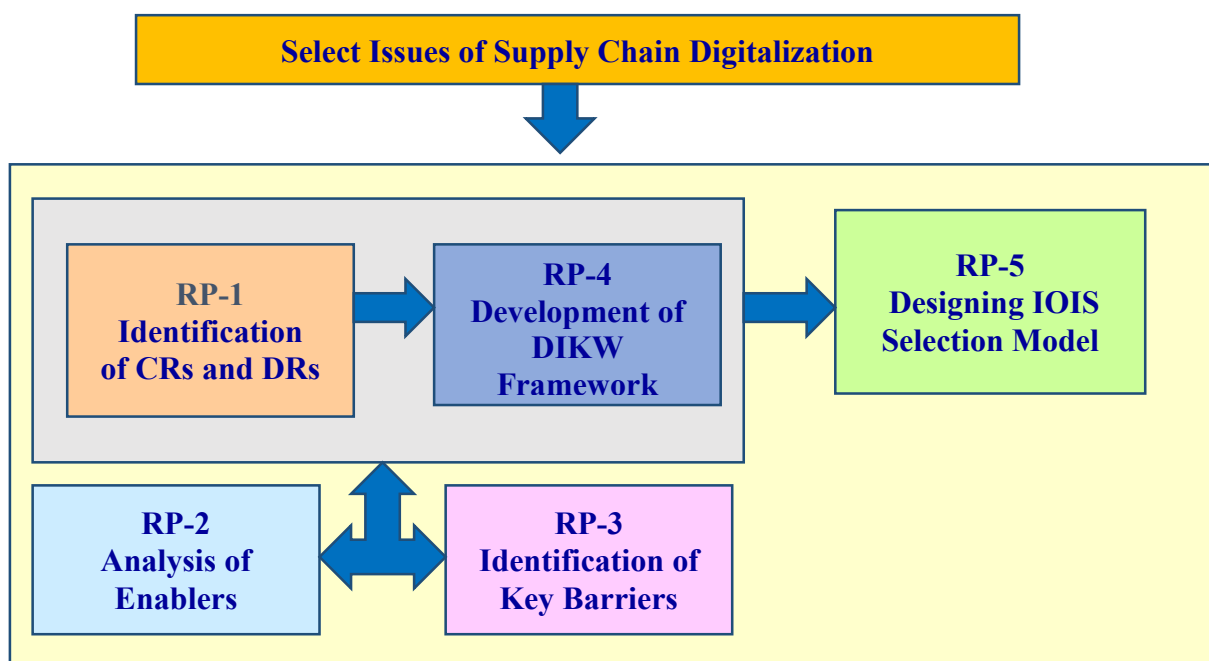 Select Issues of Supply Chain Digitalization
RP-1
Identification
of CRs and DRs
RP-4
Development of
DIKW
Framework
RP-5
Designing IOIS
Selection Model
RP-2
Analysis of
Enablers
RP-3
Identification of
Key Barriers